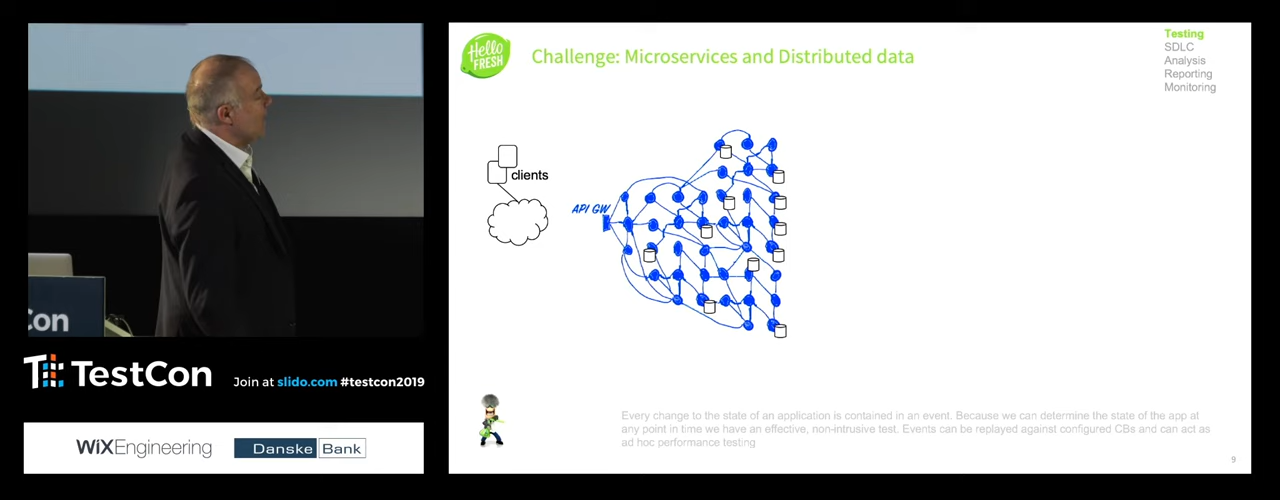 Con
TestCon
Join at slido.com #testcon2019
WiXEngineering
Danske Bank
Hello
FRESH
Challenge: Microservices and Distributed data
Testing
SDLC
Analysis
Reporting
Monitoring
clients
API GW
Every change to the state of an application is contained in an event. Because we can determine the state of the app at
any point in time we have an effective, non-intrusive test. Events can be replayed against configured CBs and can act as
ad hoc performance testing
9